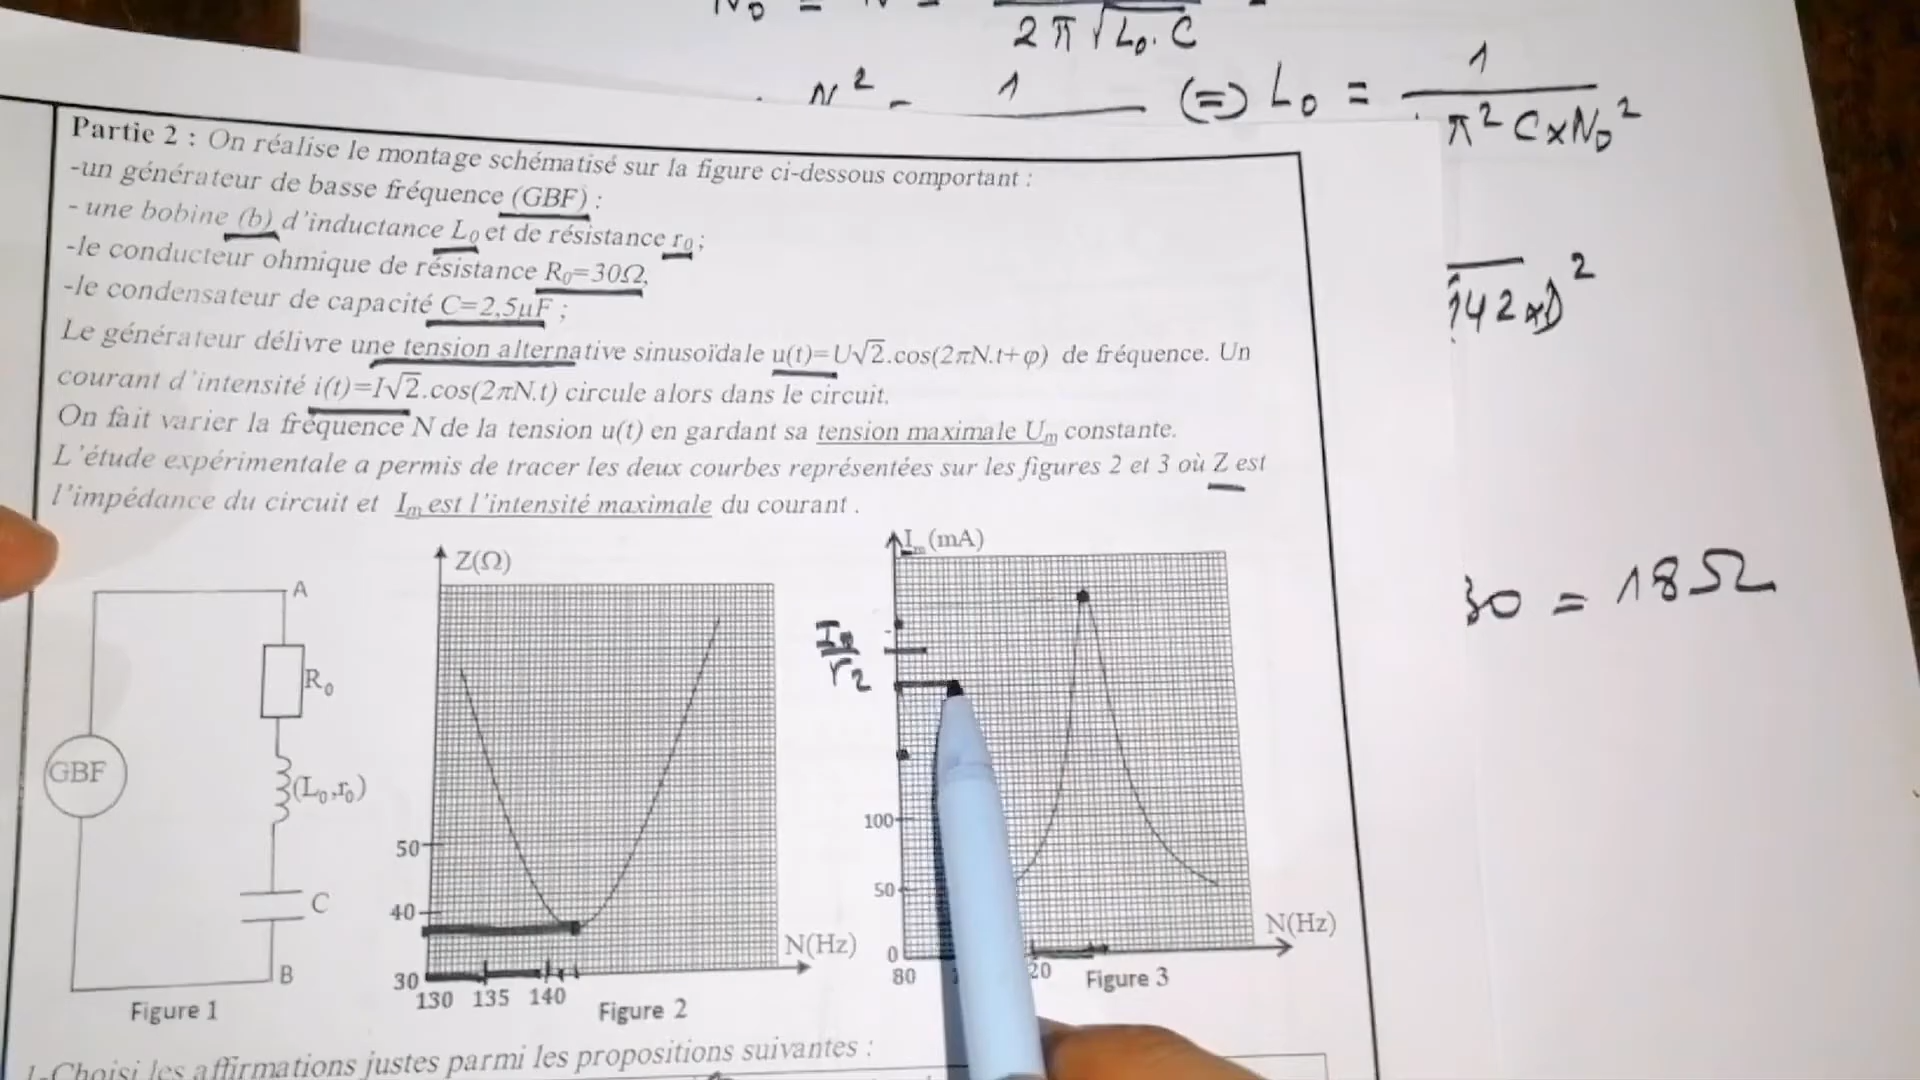 2π√L₀.C
N² - 1 (=) L₀ = 1
π² C×N₀²
Partie 2 : On réalise le montage schématisé sur la figure ci-dessous comportant :
-un générateur de basse fréquence (GBF) :
- une bobine (b) d'inductance L₀ et de résistance r₀;
-le conducteur ohmique de résistance R₀=30Ω,
-le condensateur de capacité C=2,5µF ;
142×)²
Le générateur délivre une tension alternative sinusoïdale u(t)=U√2.cos(2πN.t+φ) de fréquence. Un
courant d'intensité i(t)=I√2.cos(2πN.t) circule alors dans le circuit.
On fait varier la fréquence N de la tension u(t) en gardant sa tension maximale Um constante.
L'étude expérimentale a permis de tracer les deux courbes représentées sur les figures 2 et 3 où Z est
l'impédance du circuit et Im est l'intensité maximale du courant .
30 = 18Ω
A
R₀
GBF
(L₀,r₀)
C
B
Figure 1
Z(Ω)
50
40
30
130 135 140
N(Hz)
Figure 2
Im (mA)
100
50
0
80
20
N(Hz)
Figure 3
1-Choisi les affirmations justes parmi les propositions suivantes :